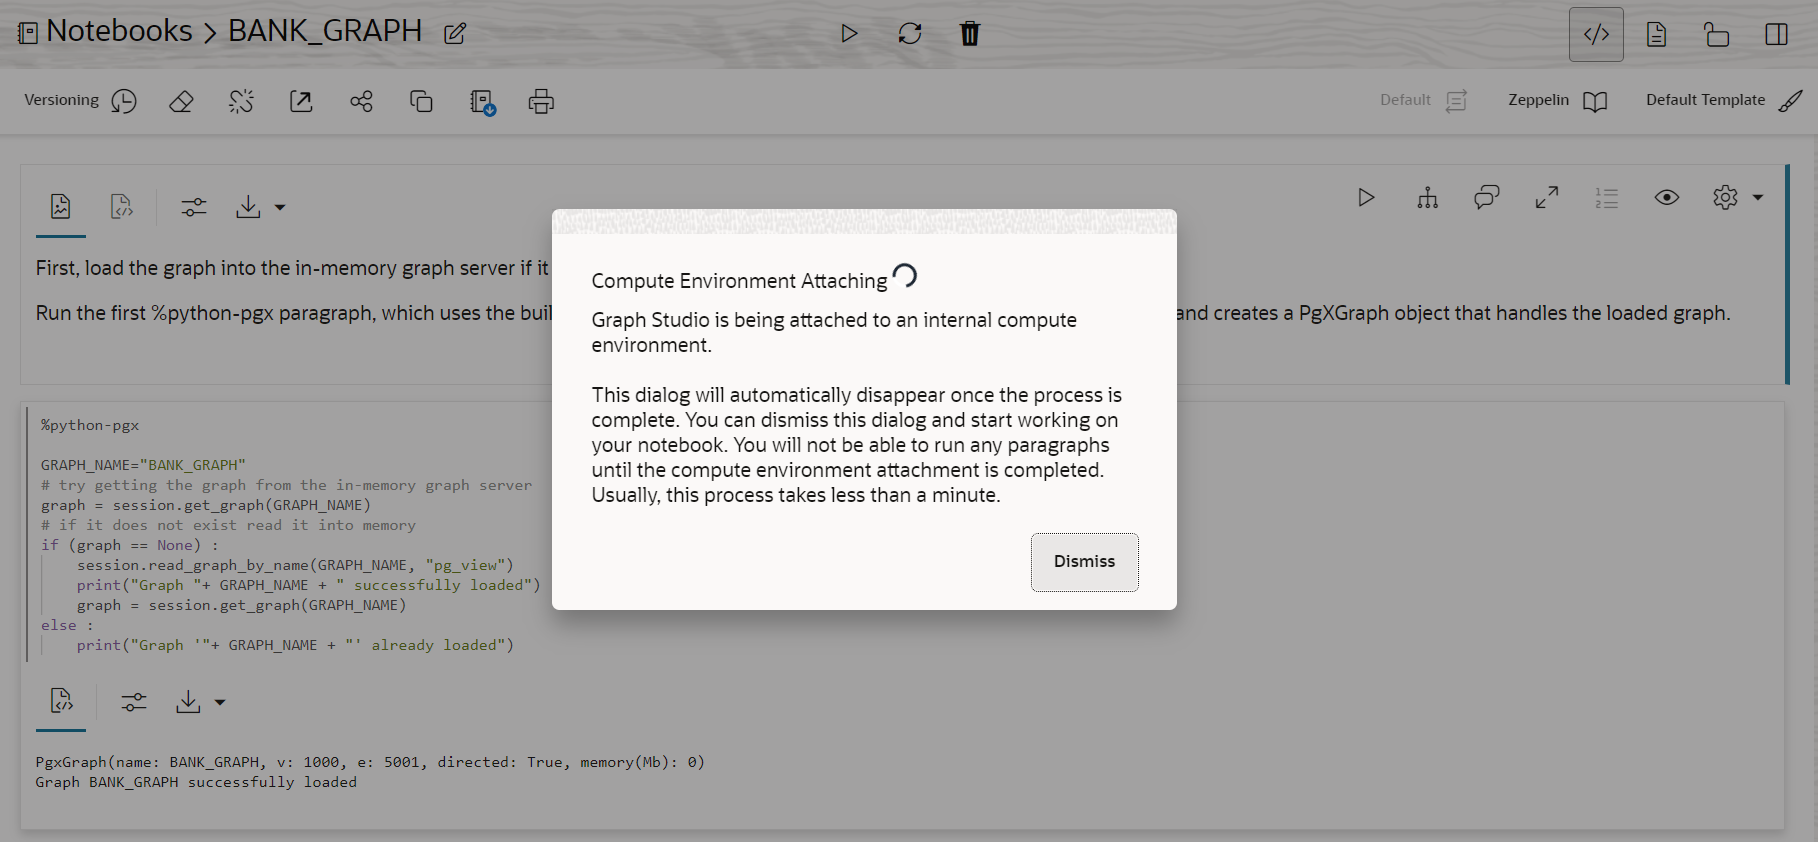 Notebooks > BANK_GRAPH
Versioning
Default
Zeppelin
Default Template
First, load the graph into the in-memory graph server if it
Run the first %python-pgx paragraph, which uses the buil
and creates a PgXGraph object that handles the loaded graph.
Compute Environment Attaching
Graph Studio is being attached to an internal compute
environment.
This dialog will automatically disappear once the process is
complete. You can dismiss this dialog and start working on
your notebook. You will not be able to run any paragraphs
until the compute environment attachment is completed.
Usually, this process takes less than a minute.
Dismiss
%python-pgx
GRAPH_NAME="BANK_GRAPH"
# try getting the graph from the in-memory graph server
graph = session.get_graph(GRAPH_NAME)
# if it does not exist read it into memory
if (graph == None) :
    session.read_graph_by_name(GRAPH_NAME, "pg_view")
    print("Graph "+ GRAPH_NAME + " successfully loaded")
    graph = session.get_graph(GRAPH_NAME)
else :
    print("Graph '"+ GRAPH_NAME + "' already loaded")
PgxGraph(name: BANK_GRAPH, v: 1000, e: 5001, directed: True, memory(Mb): 0)
Graph BANK_GRAPH successfully loaded